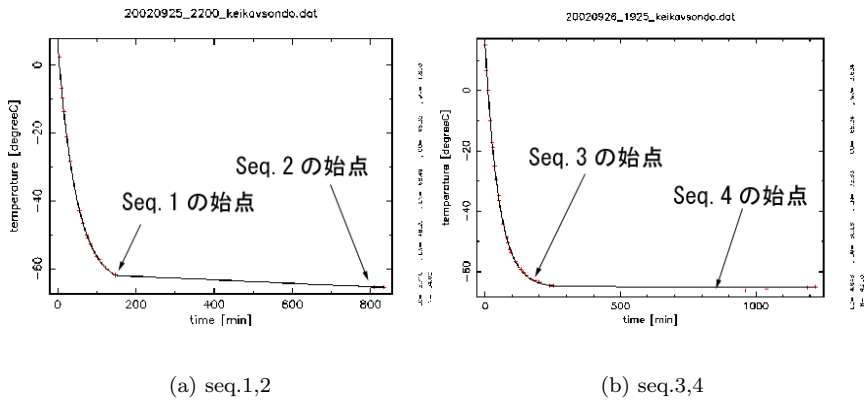 20020925_2200_keikavsondo.dat
temperature [degreeC]
0
−20
−40
−60
Seq. 1 の始点
Seq. 2 の始点
0
200
400
600
800
time [min]
(a) seq.1,2
20020926_1925_keikavsondo.dat
temperature [degreeC]
0
−20
−40
−60
Seq. 3 の始点
Seq. 4 の始点
0
500
1000
time [min]
(b) seq.3,4